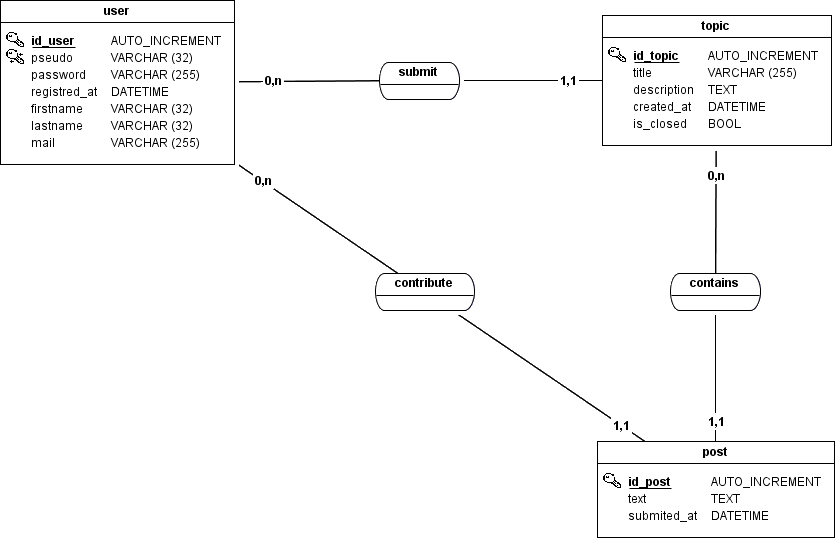 user
id_user AUTO_INCREMENT
pseudo VARCHAR (32)
password VARCHAR (255)
registred_at DATETIME
firstname VARCHAR (32)
lastname VARCHAR (32)
mail VARCHAR (255)
0,n
submit
1,1
topic
id_topic AUTO_INCREMENT
title VARCHAR (255)
description TEXT
created_at DATETIME
is_closed BOOL
0,n
contribute
1,1
0,n
contains
1,1
post
id_post AUTO_INCREMENT
text TEXT
submited_at DATETIME